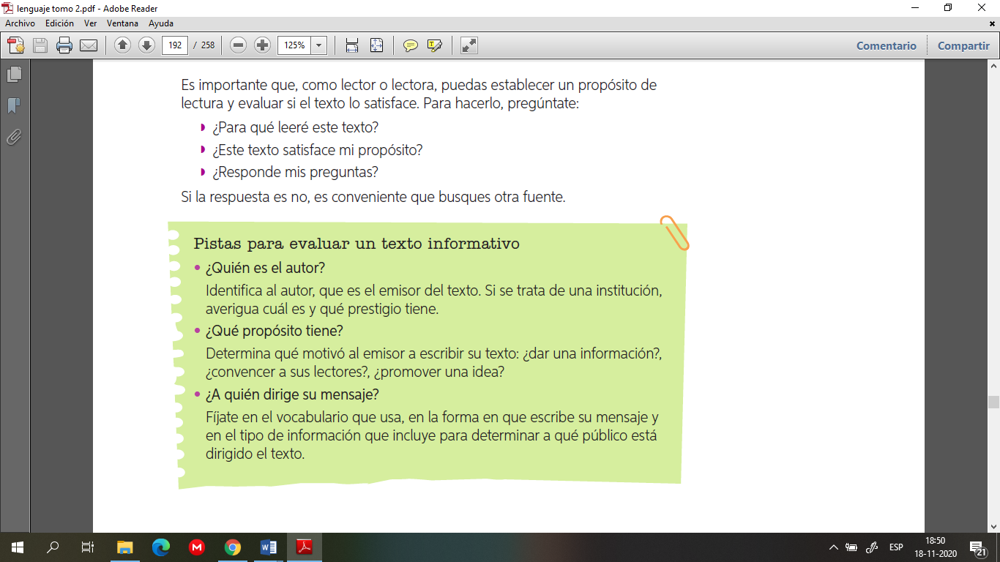 lenguaje tomo 2.pdf - Adobe Reader
Archivo Edición Ver Ventana Ayuda
192 / 258 125% Comentario Compartir
Es importante que, como lector o lectora, puedas establecer un propósito de
lectura y evaluar si el texto lo satisface. Para hacerlo, pregúntate:
¿Para qué leeré este texto?
¿Este texto satisface mi propósito?
¿Responde mis preguntas?
Si la respuesta es no, es conveniente que busques otra fuente.
Pistas para evaluar un texto informativo
• ¿Quién es el autor?
Identifica al autor, que es el emisor del texto. Si se trata de una institución,
averigua cuál es y qué prestigio tiene.
• ¿Qué propósito tiene?
Determina qué motivó al emisor a escribir su texto: ¿dar una información?,
¿convencer a sus lectores?, ¿promover una idea?
• ¿A quién dirige su mensaje?
Fíjate en el vocabulario que usa, en la forma en que escribe su mensaje y
en el tipo de información que incluye para determinar a qué público está
dirigido el texto.
ESP
18:50
18-11-2020
21